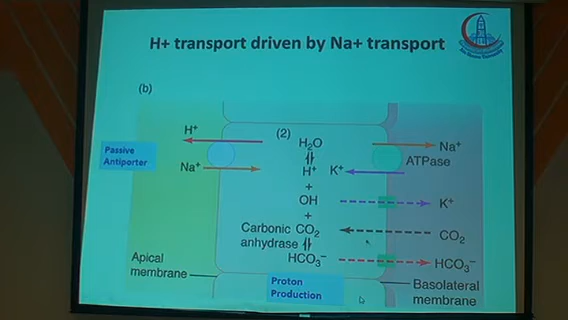 H+ transport driven by Na+ transport
(b)
Passive
Antiporter
H⁺
Na⁺
(2)
H₂O
H⁺
+
OH
+
Carbonic CO₂
anhydrase
HCO₃⁻
K⁺
Na⁺
ATPase
K⁺
CO₂
HCO₃⁻
Apical
membrane
Proton
Production
Basolateral
membrane